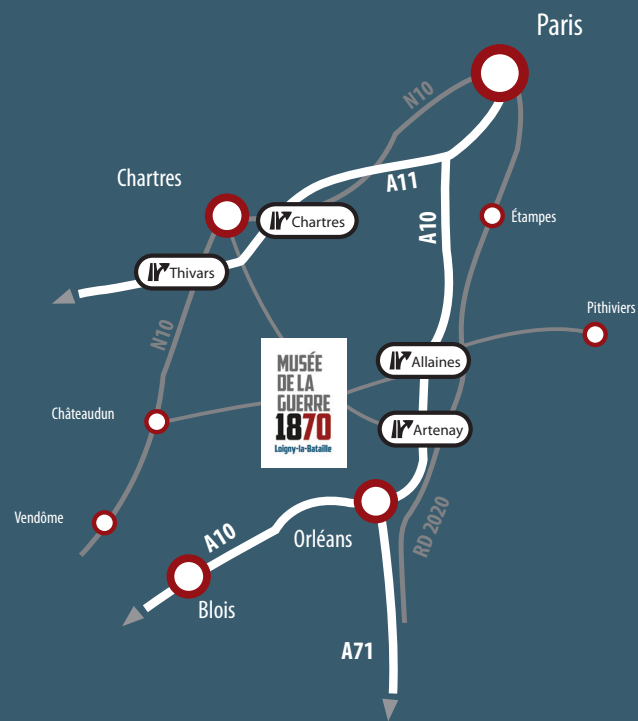 Paris
N10
Chartres
A11
Chartres
A10
Étampes
Thivars
Pithiviers
N10
MUSÉE
DE LA
GUERRE
1870
Loigny-la-Bataille
Allaines
Châteaudun
Artenay
Vendôme
A10
Orléans
RD 2020
Blois
A71